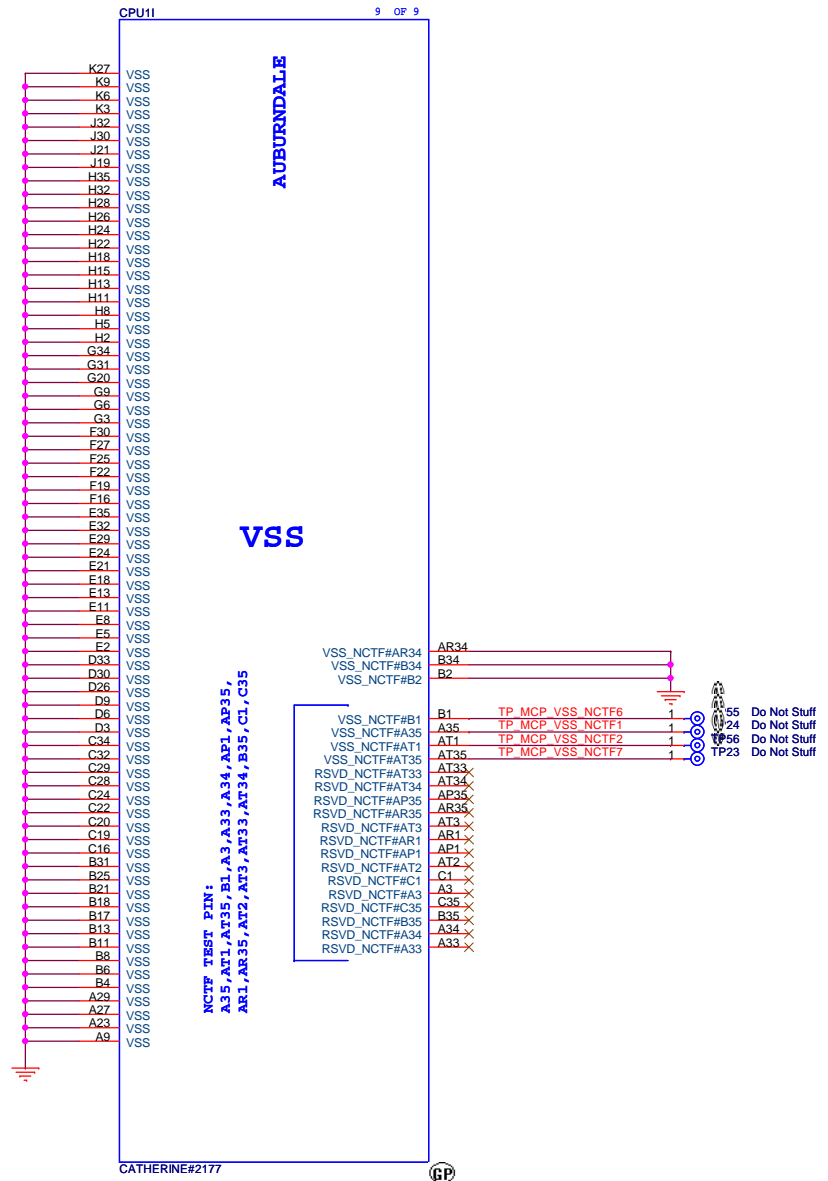 CPU1I
9 OF 9
AUBURNDALE
K27 VSS
K9 VSS
K6 VSS
K3 VSS
J32 VSS
J30 VSS
J21 VSS
J19 VSS
H35 VSS
H32 VSS
H28 VSS
H26 VSS
H24 VSS
H22 VSS
H18 VSS
H15 VSS
H13 VSS
H11 VSS
H8 VSS
H5 VSS
H2 VSS
G34 VSS
G31 VSS
G20 VSS
G9 VSS
G6 VSS
G3 VSS
F30 VSS
F27 VSS
F25 VSS
F22 VSS
F19 VSS
F16 VSS
E35 VSS
E32 VSS
E29 VSS
E24 VSS
E21 VSS
E18 VSS
E13 VSS
E11 VSS
E8 VSS
E5 VSS
E2 VSS
D33 VSS
D30 VSS
D26 VSS
D9 VSS
D6 VSS
D3 VSS
C34 VSS
C32 VSS
C29 VSS
C28 VSS
C24 VSS
C22 VSS
C20 VSS
C19 VSS
C16 VSS
B31 VSS
B25 VSS
B21 VSS
B18 VSS
B17 VSS
B13 VSS
B11 VSS
B8 VSS
B6 VSS
B4 VSS
A29 VSS
A27 VSS
A23 VSS
A9 VSS
VSS
NCTF TEST PIN:
A35,AT1,AT35,B1,A3,A33,A34,AP1,AP35,
AR1,AR35,AT2,AT3,AT33,AT34,B35,C1,C35
VSS_NCTF#AR34 AR34
VSS_NCTF#B34 B34
VSS_NCTF#B2 B2
VSS_NCTF#B1 B1 TP_MCP_VSS_NCTF6 1 55 Do Not Stuff
VSS_NCTF#A35 A35 TP_MCP_VSS_NCTF1 1 24 Do Not Stuff
VSS_NCTF#AT1 AT1 TP_MCP_VSS_NCTF2 1 TP56 Do Not Stuff
VSS_NCTF#AT35 AT35 TP_MCP_VSS_NCTF7 1 TP23 Do Not Stuff
RSVD_NCTF#AT33 AT33
RSVD_NCTF#AT34 AT34
RSVD_NCTF#AP35 AP35
RSVD_NCTF#AR35 AR35
RSVD_NCTF#AT3 AT3
RSVD_NCTF#AR1 AR1
RSVD_NCTF#AP1 AP1
RSVD_NCTF#AT2 AT2
RSVD_NCTF#C1 C1
RSVD_NCTF#A3 A3
RSVD_NCTF#C35 C35
RSVD_NCTF#B35 B35
RSVD_NCTF#A34 A34
RSVD_NCTF#A33 A33
CATHERINE#2177
GP